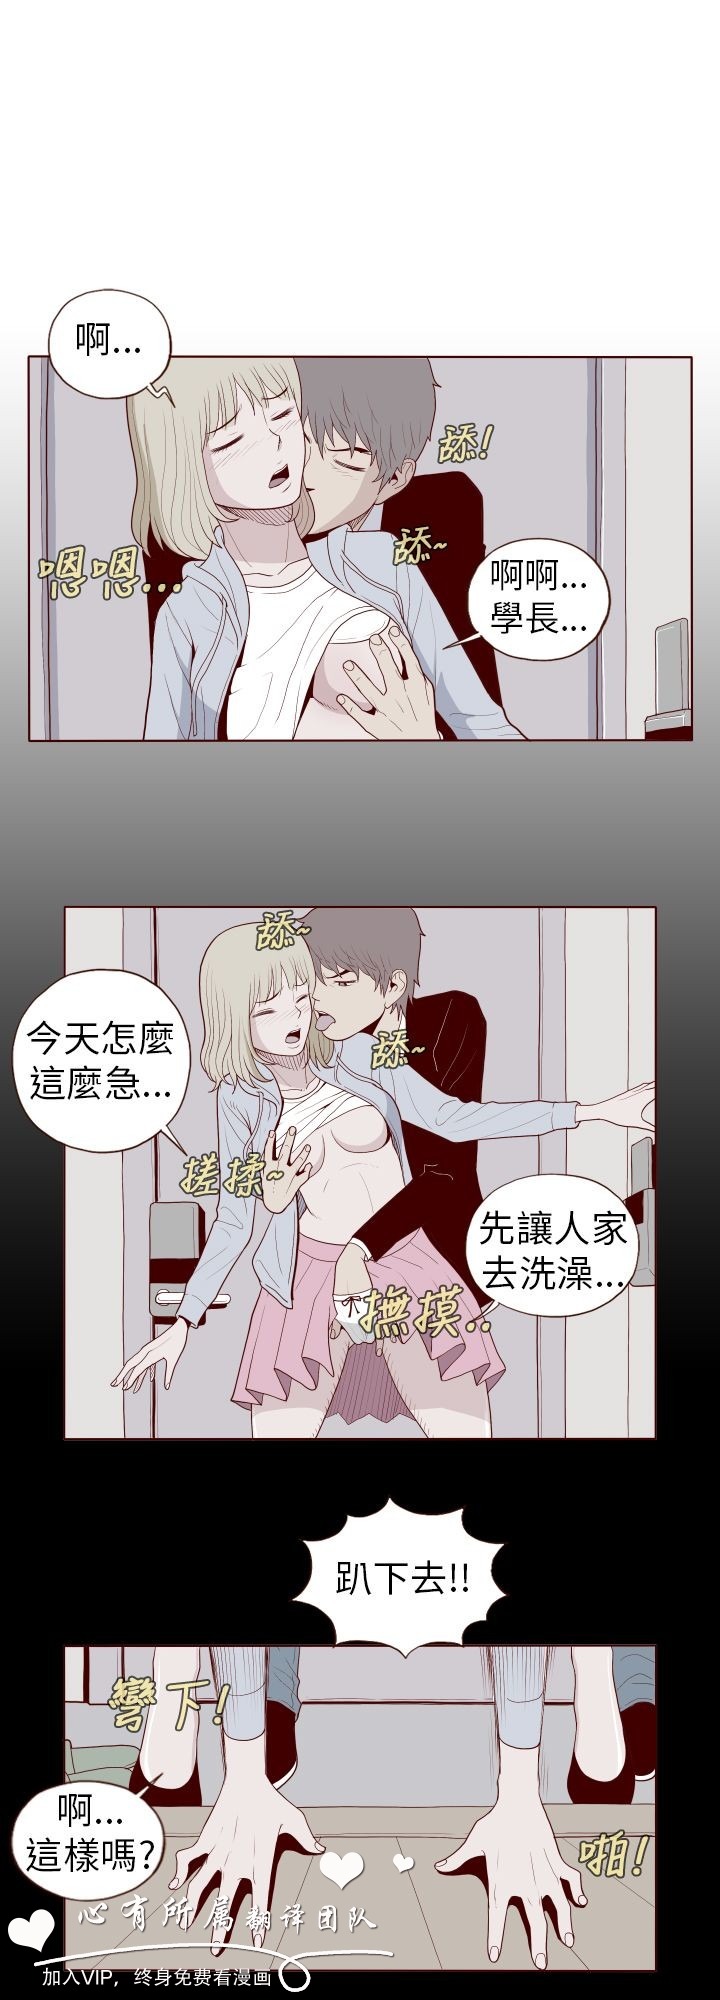 啊...
舔!
舔~
嗯嗯...
啊啊...
學長...
舔~
今天怎麼
這麼急...
舔~
搓揉~
先讓人家
去洗澡...
撫摸..
趴下去!!
彎下!
啊...
這樣嗎?
啪!
心有所属翻译团队
加入VIP，终身免费看漫画